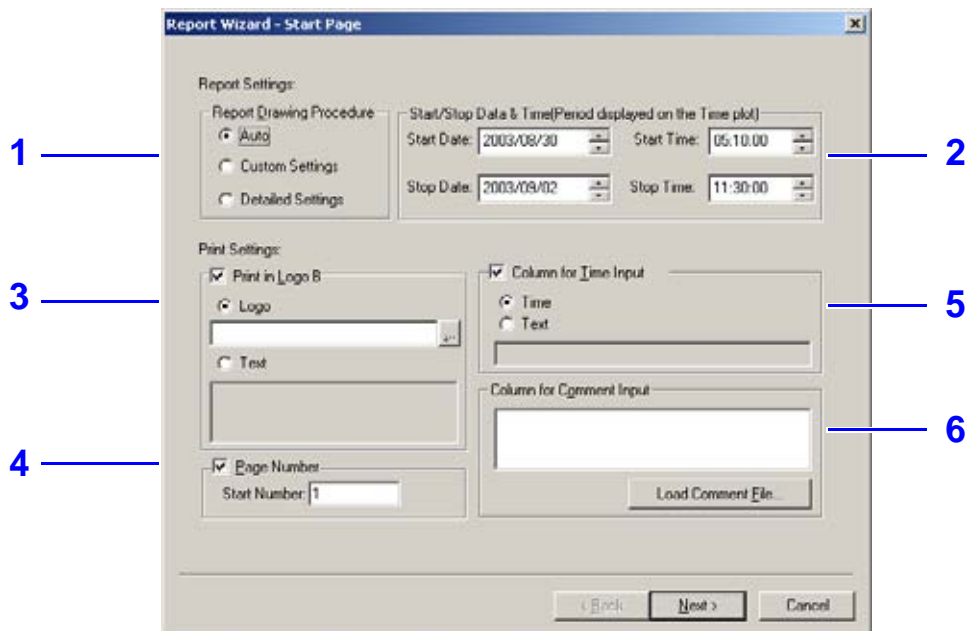 Report Wizard - Start Page
Report Settings:
Report Drawing Procedure
Auto
Custom Settings
Detailed Settings
1
Start/Stop Data & Time(Period displayed on the Time plot)
Start Date: 2003/08/30 Start Time: 05:10:00
Stop Date: 2003/09/02 Stop Time: 11:30:00
2
Print Settings:
Print in Logo B
Logo
...
Text
3
Page Number
Start Number: 1
4
Column for Time Input
Time
Text
5
Column for Comment Input
Load Comment File...
6
< Back Next > Cancel